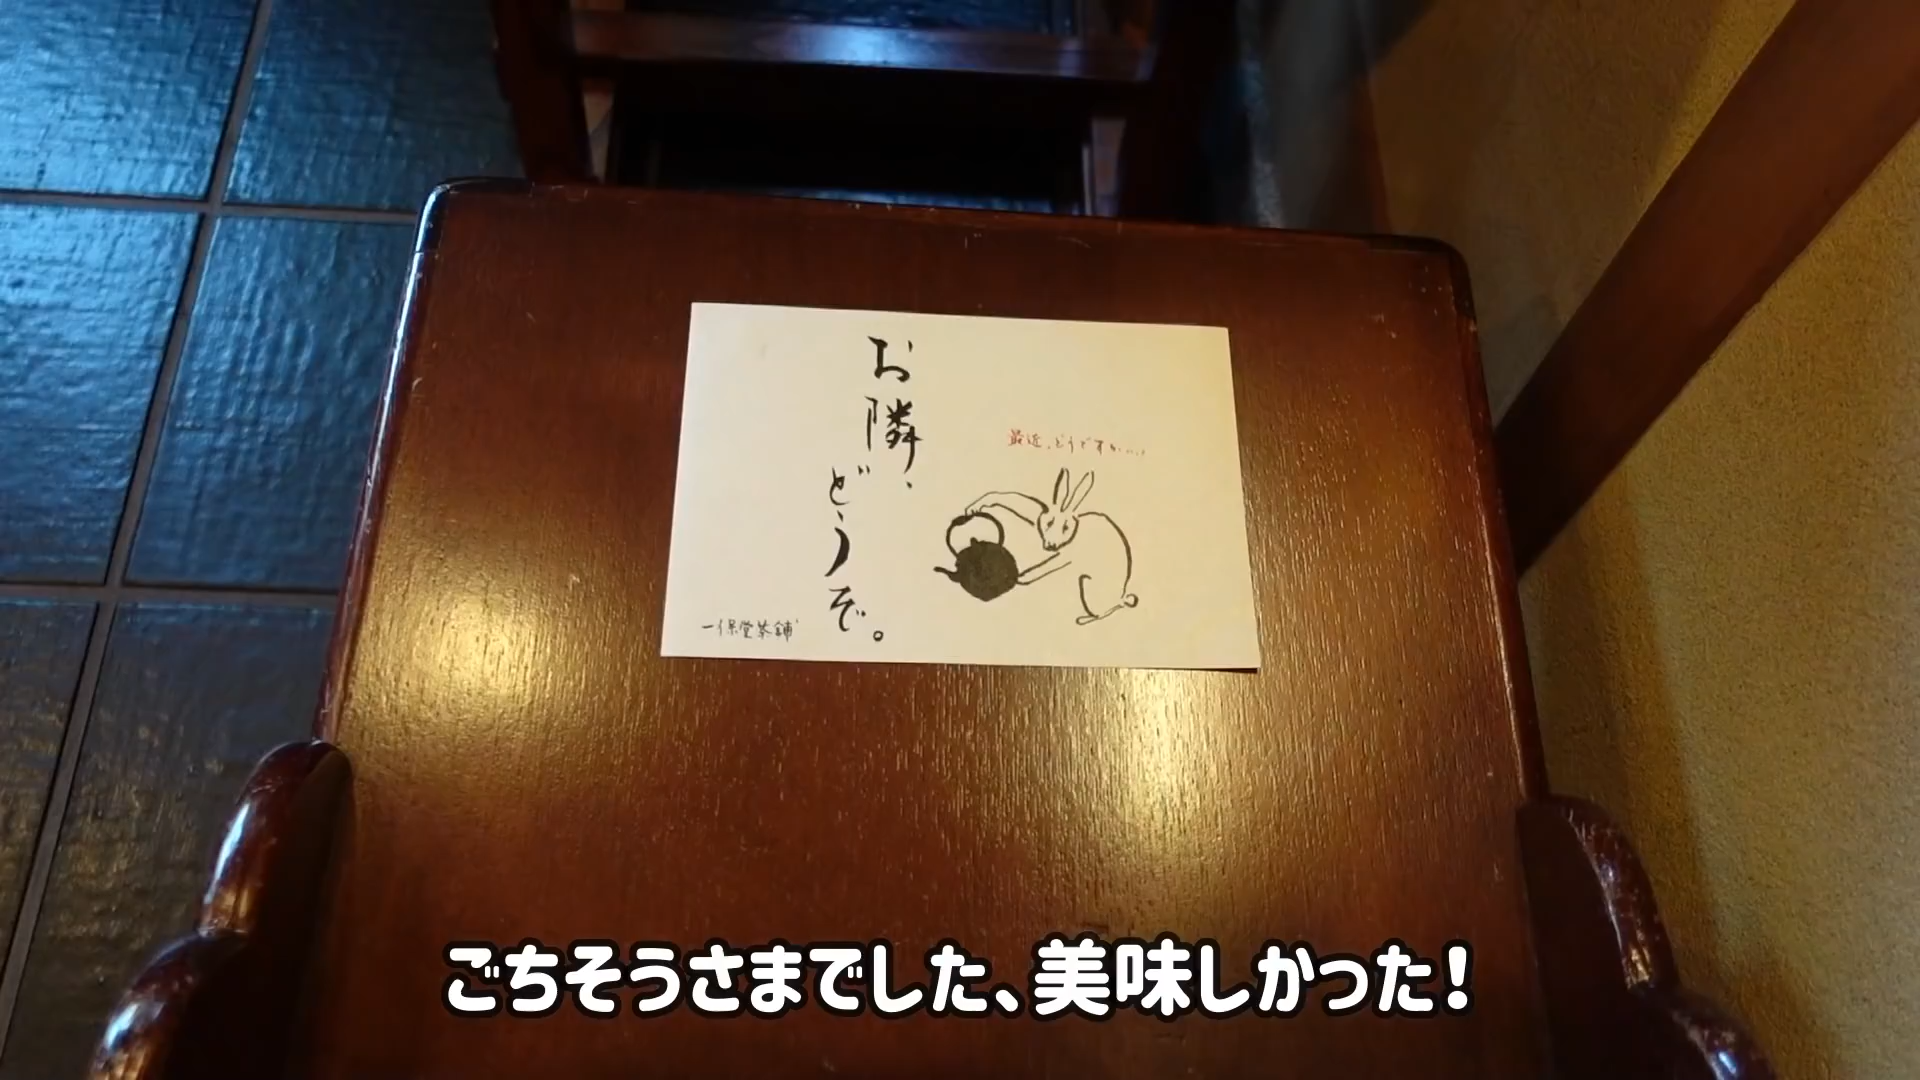 お隣、
どうぞ。
最近、どうですか...?
一保堂茶舗
ごちそうさまでした、美味しかった!